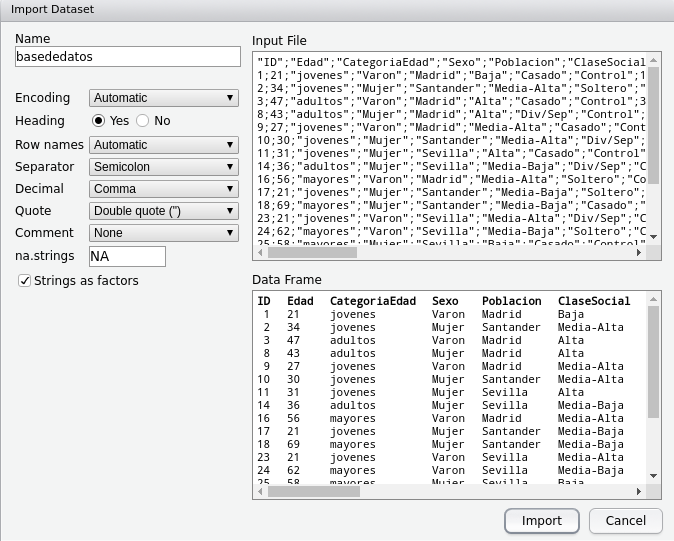 Import Dataset
Name
basededatos
Encoding Automatic
Heading Yes No
Row names Automatic
Separator Semicolon
Decimal Comma
Quote Double quote (")
Comment None
na.strings NA
Strings as factors
Input File
"ID";"Edad";"CategoriaEdad";"Sexo";"Poblacion";"ClaseSocial
1;21;"jovenes";"Varon";"Madrid";"Baja";"Casado";"Control";1
2;34;"jovenes";"Mujer";"Santander";"Media-Alta";"Soltero";"
3;47;"adultos";"Varon";"Madrid";"Alta";"Casado";"Control";3
8;43;"adultos";"Mujer";"Madrid";"Alta";"Div/Sep";"Control";
9;27;"jovenes";"Varon";"Madrid";"Media-Alta";"Casado";"Cont
10;30;"jovenes";"Mujer";"Santander";"Media-Alta";"Div/Sep";
11;31;"jovenes";"Mujer";"Sevilla";"Alta";"Casado";"Control"
14;36;"adultos";"Mujer";"Sevilla";"Media-Baja";"Div/Sep";"C
16;56;"mayores";"Varon";"Madrid";"Media-Alta";"Soltero";"Co
17;21;"jovenes";"Mujer";"Santander";"Media-Baja";"Soltero";
18;69;"mayores";"Mujer";"Santander";"Media-Baja";"Casado";"
23;21;"jovenes";"Varon";"Sevilla";"Media-Alta";"Div/Sep";"C
24;62;"mayores";"Varon";"Sevilla";"Media-Baja";"Soltero";"C
25;58;"mayores";"Mujer";"Sevilla";"Baja";"Casado";"Control"
Data Frame
ID Edad CategoriaEdad Sexo Poblacion ClaseSocial
1 21 jovenes Varon Madrid Baja
2 34 jovenes Mujer Santander Media-Alta
3 47 adultos Varon Madrid Alta
8 43 adultos Mujer Madrid Alta
9 27 jovenes Varon Madrid Media-Alta
10 30 jovenes Mujer Santander Media-Alta
11 31 jovenes Mujer Sevilla Alta
14 36 adultos Mujer Sevilla Media-Baja
16 56 mayores Varon Madrid Media-Alta
17 21 jovenes Mujer Santander Media-Baja
18 69 mayores Mujer Santander Media-Baja
23 21 jovenes Varon Sevilla Media-Alta
24 62 mayores Varon Sevilla Media-Baja
25 58 mayores Mujer Sevilla Baja
Import Cancel